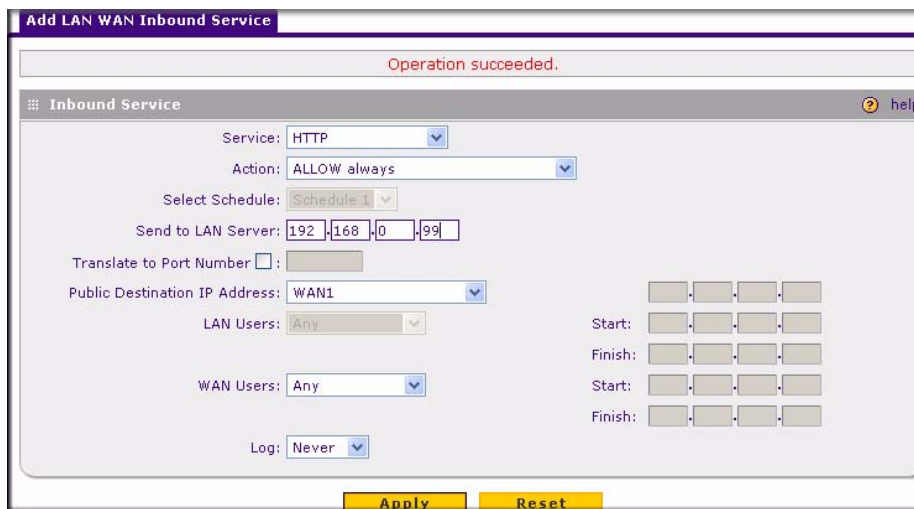 Add LAN WAN Inbound Service
Operation succeeded.
Inbound Service
help
Service: HTTP
Action: ALLOW always
Select Schedule: Schedule 1
Send to LAN Server: 192 .168 .0 .99
Translate to Port Number :
Public Destination IP Address: WAN1
LAN Users: Any
Start:
Finish:
WAN Users: Any
Start:
Finish:
Log: Never
Apply Reset